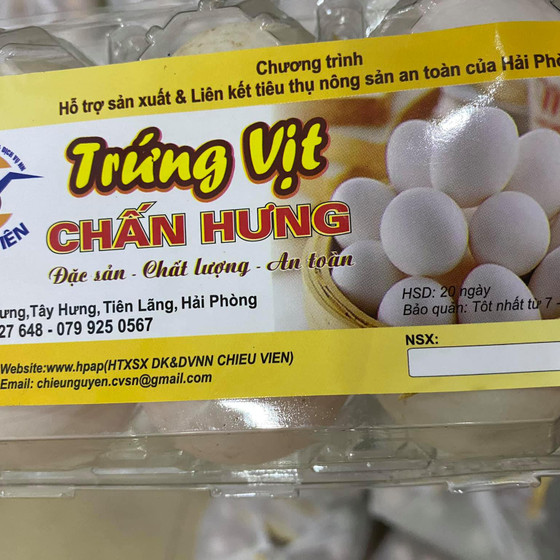 Chương trình
Hỗ trợ sản xuất & Liên kết tiêu thụ nông sản an toàn của Hải
DỊCH VỤ
Trứng Vịt
CHẤN HƯNG
Đặc sản - Chất lượng - An toàn
Tây Hưng, Tiên Lãng, Hải Phòng
27 648 - 079 925 0567
HSD: 20 ngày
Bảo quản: Tôt nhất từ 7 -
NSX:
Website:www.hpap(HTXSX DK&DVNN CHIEU VIEN)
Email: chieunguyen.cvsn@gmail.com